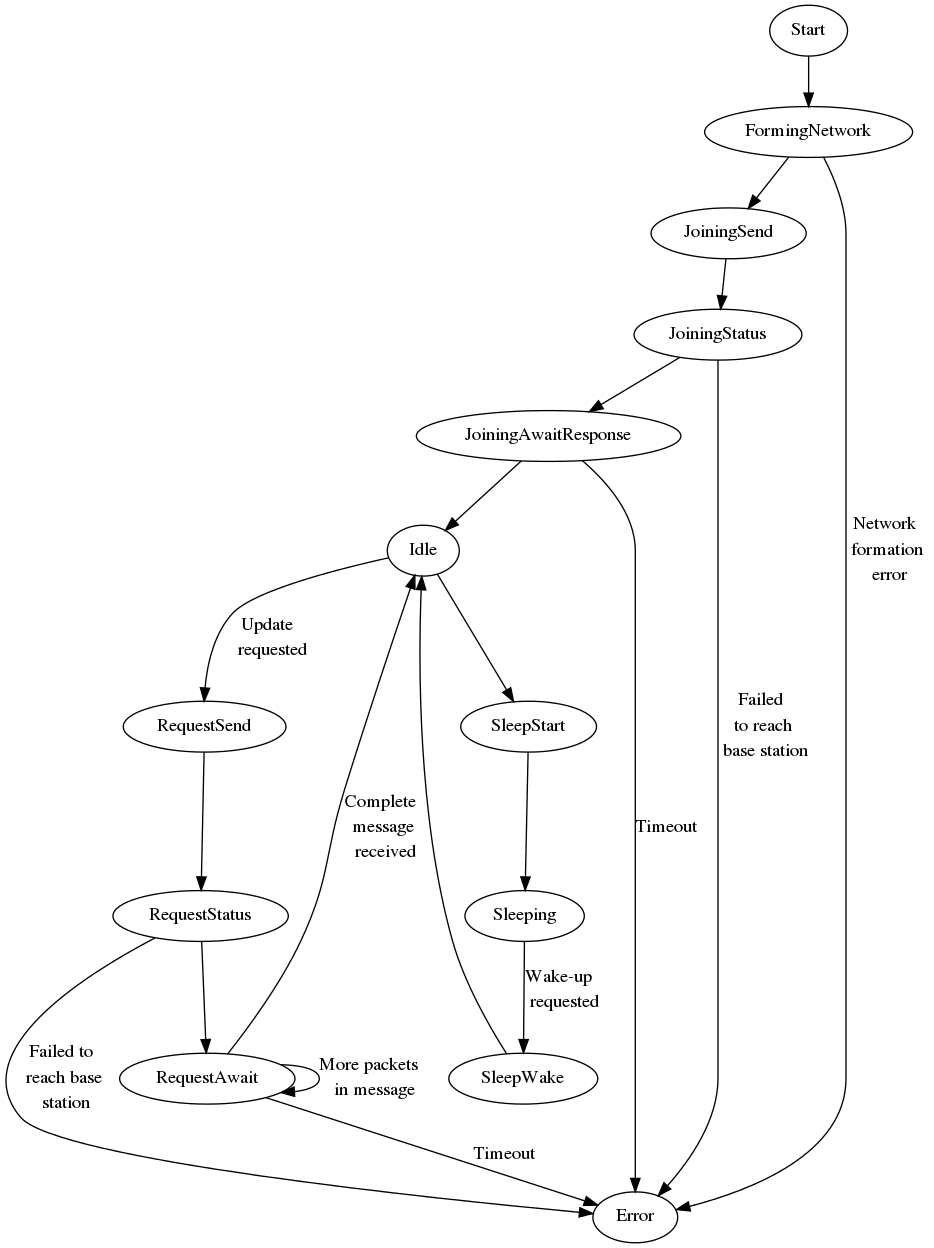 Start
FormingNetwork
JoiningSend
JoiningStatus
JoiningAwaitResponse
Network
formation
error
Idle
Update
requested
RequestSend
SleepStart
Failed
to reach
base station
Complete
message
received
Timeout
RequestStatus
Sleeping
Wake-up
requested
Failed to
reach base
station
RequestAwait
More packets
in message
SleepWake
Timeout
Error